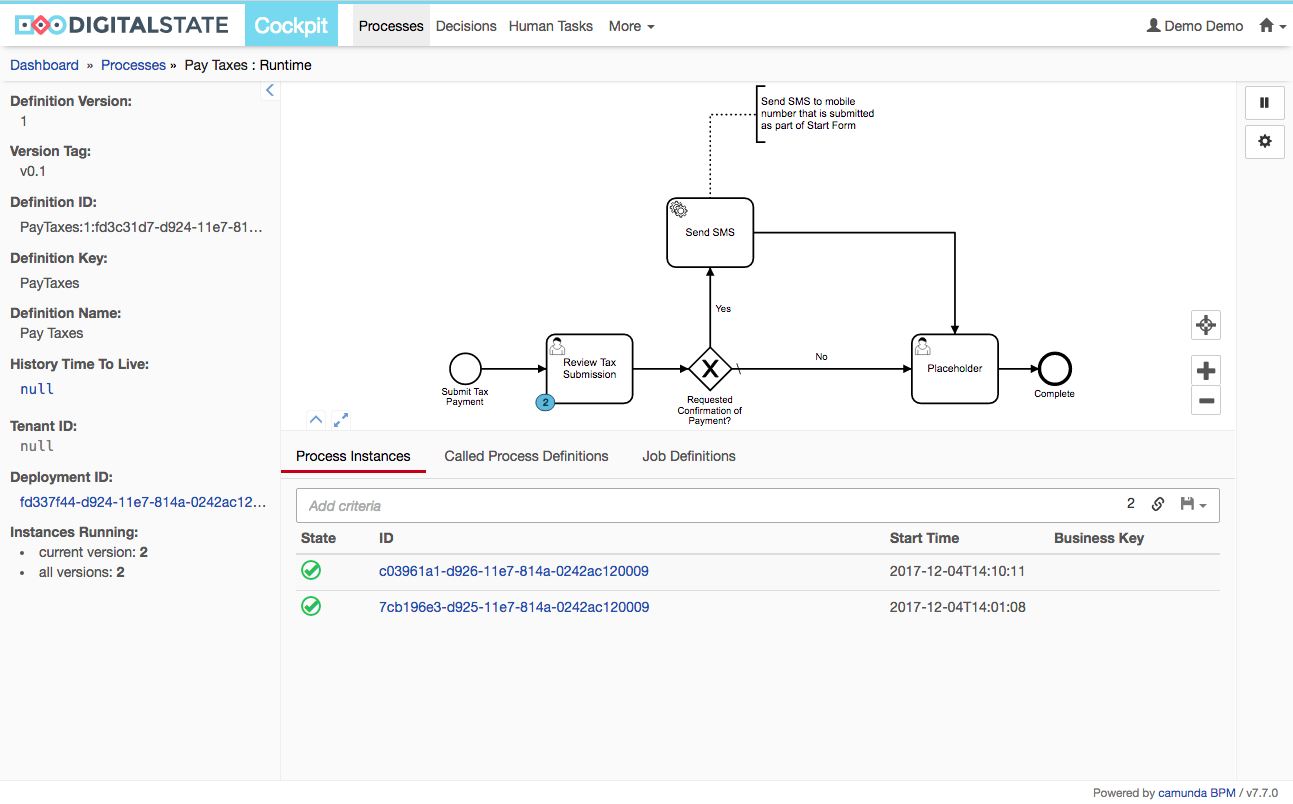 DIGITALSTATE Cockpit Processes Decisions Human Tasks More Demo Demo
Dashboard » Processes » Pay Taxes : Runtime
Definition Version:
1
Version Tag:
v0.1
Definition ID:
PayTaxes:1:fd3c31d7-d924-11e7-81...
Definition Key:
PayTaxes
Definition Name:
Pay Taxes
History Time To Live:
null
Tenant ID:
null
Deployment ID:
fd337f44-d924-11e7-814a-0242ac12...
Instances Running:
• current version: 2
• all versions: 2
Send SMS to mobile
number that is submitted
as part of Start Form
Send SMS
Yes
Submit Tax
Payment
Review Tax
Submission
2
X
Requested
Confirmation of
Payment?
No
Placeholder
Complete
Process Instances Called Process Definitions Job Definitions
Add criteria 2
State ID Start Time Business Key
c03961a1-d926-11e7-814a-0242ac120009 2017-12-04T14:10:11
7cb196e3-d925-11e7-814a-0242ac120009 2017-12-04T14:01:08
Powered by camunda BPM / v7.7.0